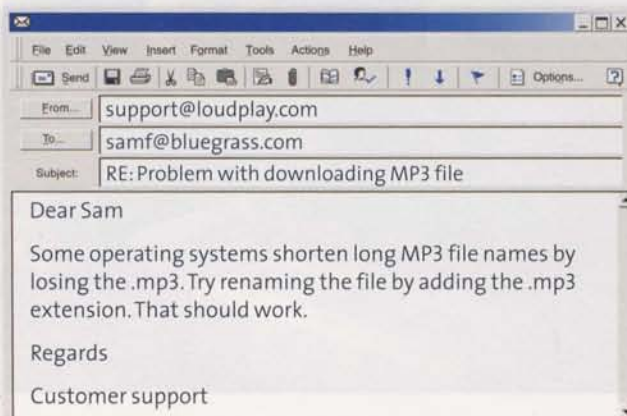 File Edit View Insert Format Tools Actions Help
Send Options...
From... support@loudplay.com
To... samf@bluegrass.com
Subject: RE: Problem with downloading MP3 file
Dear Sam
Some operating systems shorten long MP3 file names by
losing the .mp3. Try renaming the file by adding the .mp3
extension. That should work.
Regards
Customer support